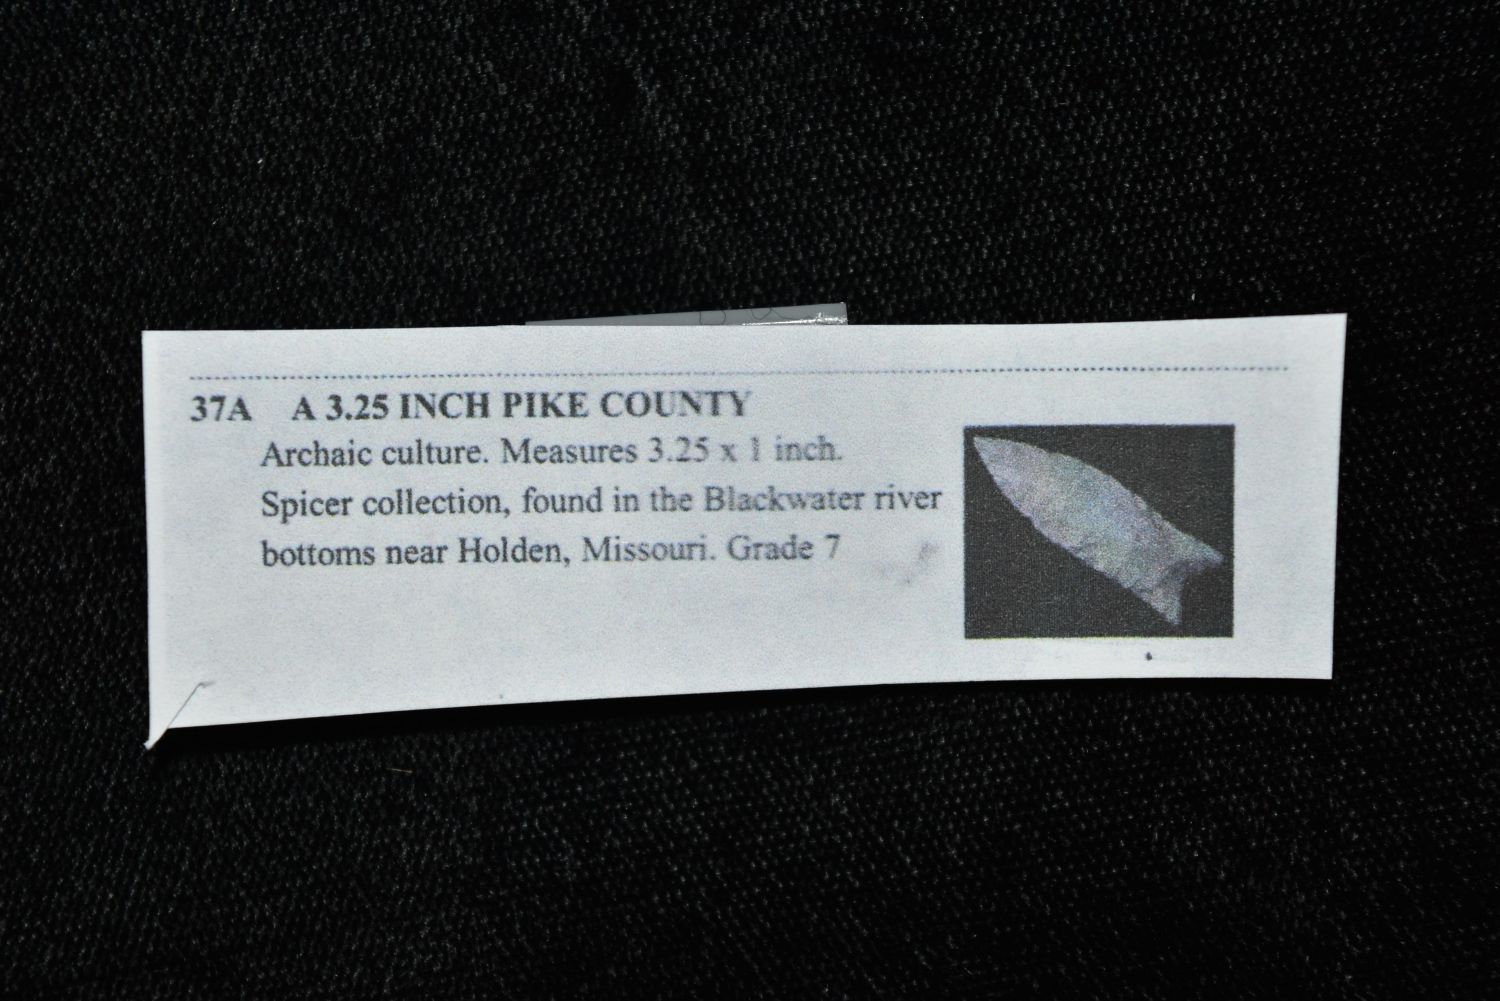 37A A 3.25 INCH PIKE COUNTY
Archaic culture. Measures 3.25 x 1 inch.
Spicer collection, found in the Blackwater river
bottoms near Holden, Missouri. Grade 7